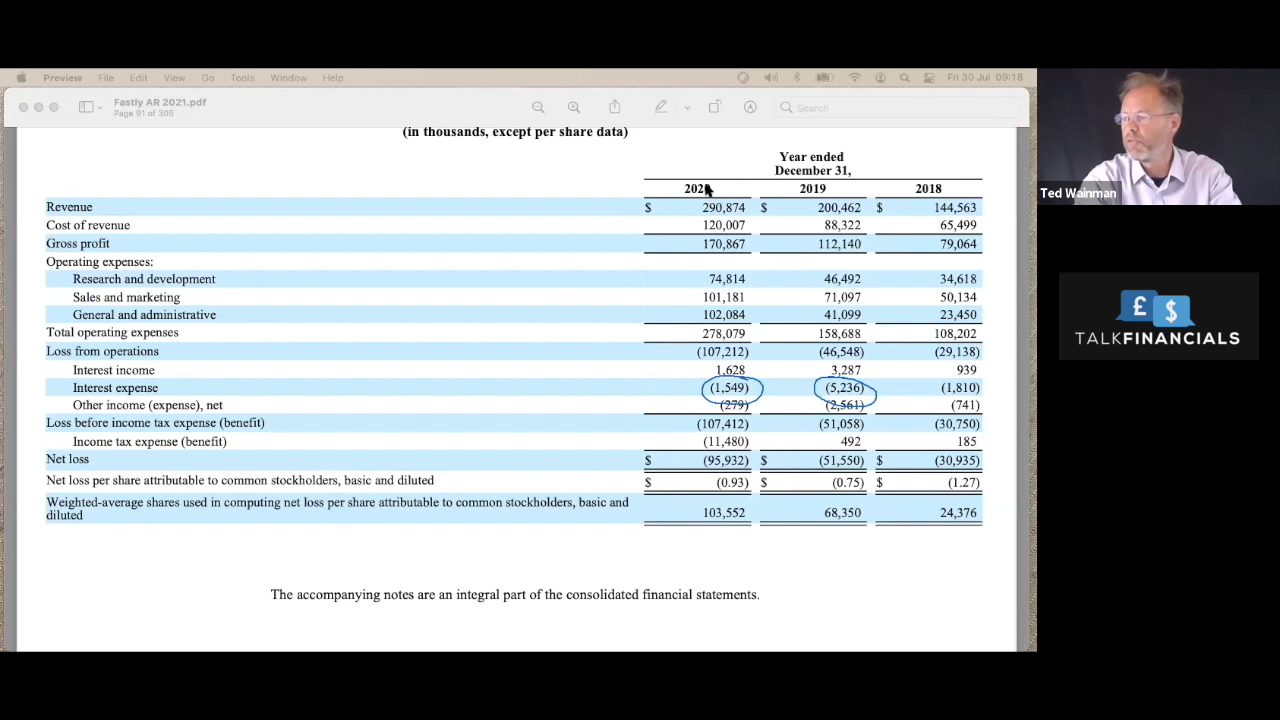 Preview File Edit View Go Tools Window Help Fri 30 Jul 09:18
Fastly AR 2021.pdf
Page 91 of 305
Search
(in thousands, except per share data)
Year ended
December 31,
2020 2019 2018
Revenue $ 290,874 $ 200,462 $ 144,563
Cost of revenue 120,007 88,322 65,499
Gross profit 170,867 112,140 79,064
Operating expenses:
Research and development 74,814 46,492 34,618
Sales and marketing 101,181 71,097 50,134
General and administrative 102,084 41,099 23,450
Total operating expenses 278,079 158,688 108,202
Loss from operations (107,212) (46,548) (29,138)
Interest income 1,628 3,287 939
Interest expense (1,549) (5,236) (1,810)
Other income (expense), net (279) (2,561) (741)
Loss before income tax expense (benefit) (107,412) (51,058) (30,750)
Income tax expense (benefit) (11,480) 492 185
Net loss $ (95,932) $ (51,550) $ (30,935)
Net loss per share attributable to common stockholders, basic and diluted $ (0.93) $ (0.75) $ (1.27)
Weighted-average shares used in computing net loss per share attributable to common stockholders, basic and
diluted 103,552 68,350 24,376
The accompanying notes are an integral part of the consolidated financial statements.
Ted Wainman
£ $
TALKFINANCIALS